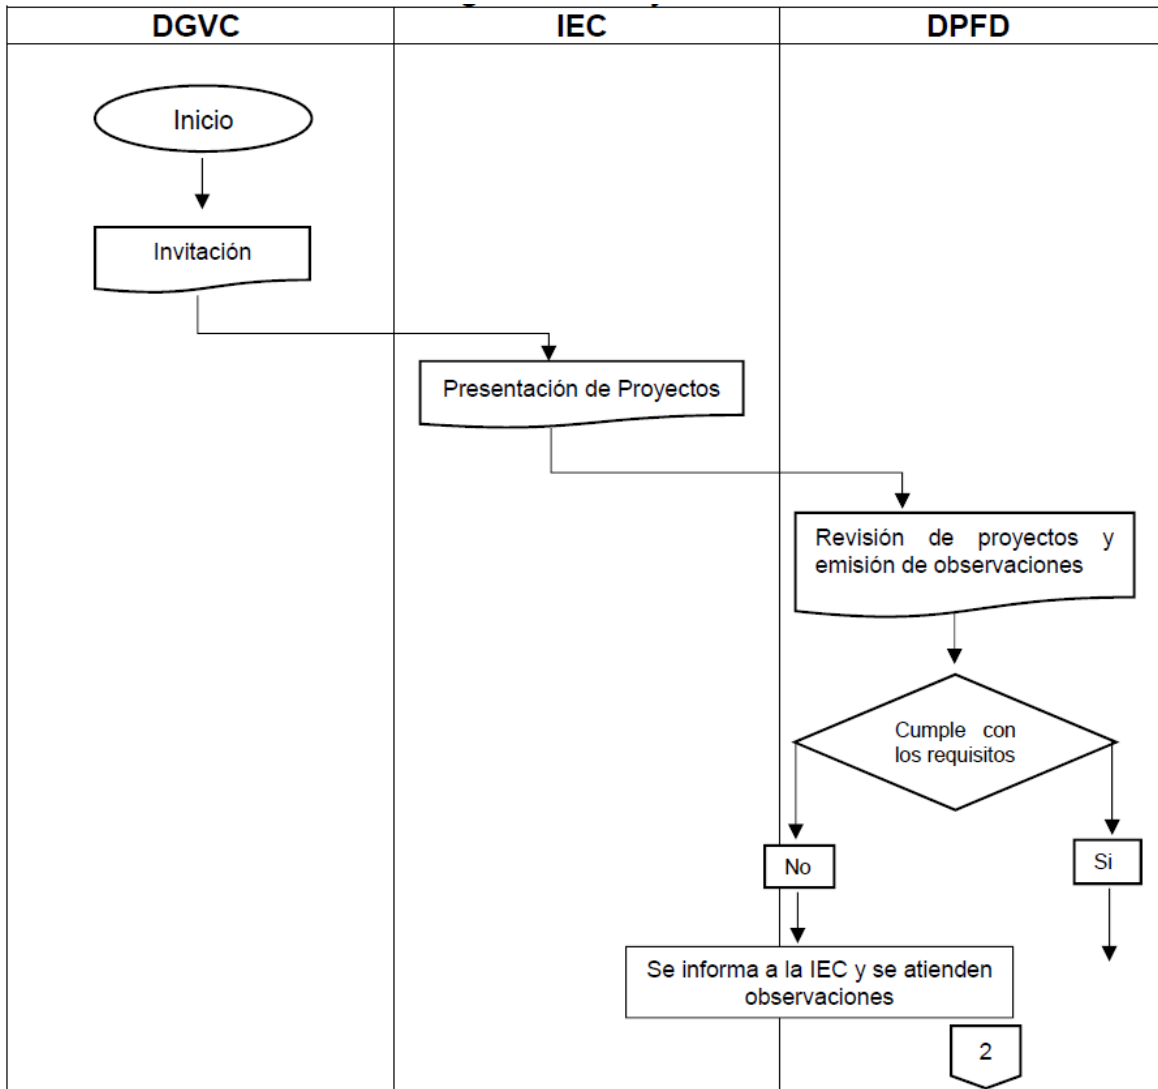 DGVC
IEC
DPFD
Inicio
Invitación
Presentación de Proyectos
Revisión de proyectos y
emisión de observaciones
Cumple con
los requisitos
No
Si
Se informa a la IEC y se atienden
observaciones
2